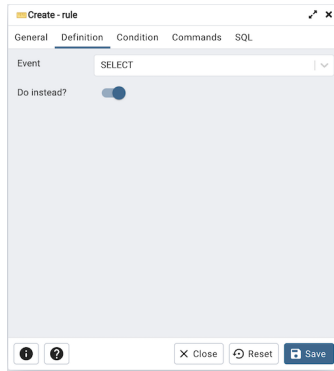 Create - rule
General Definition Condition Commands SQL
Event SELECT
Do instead?
Close Reset Save